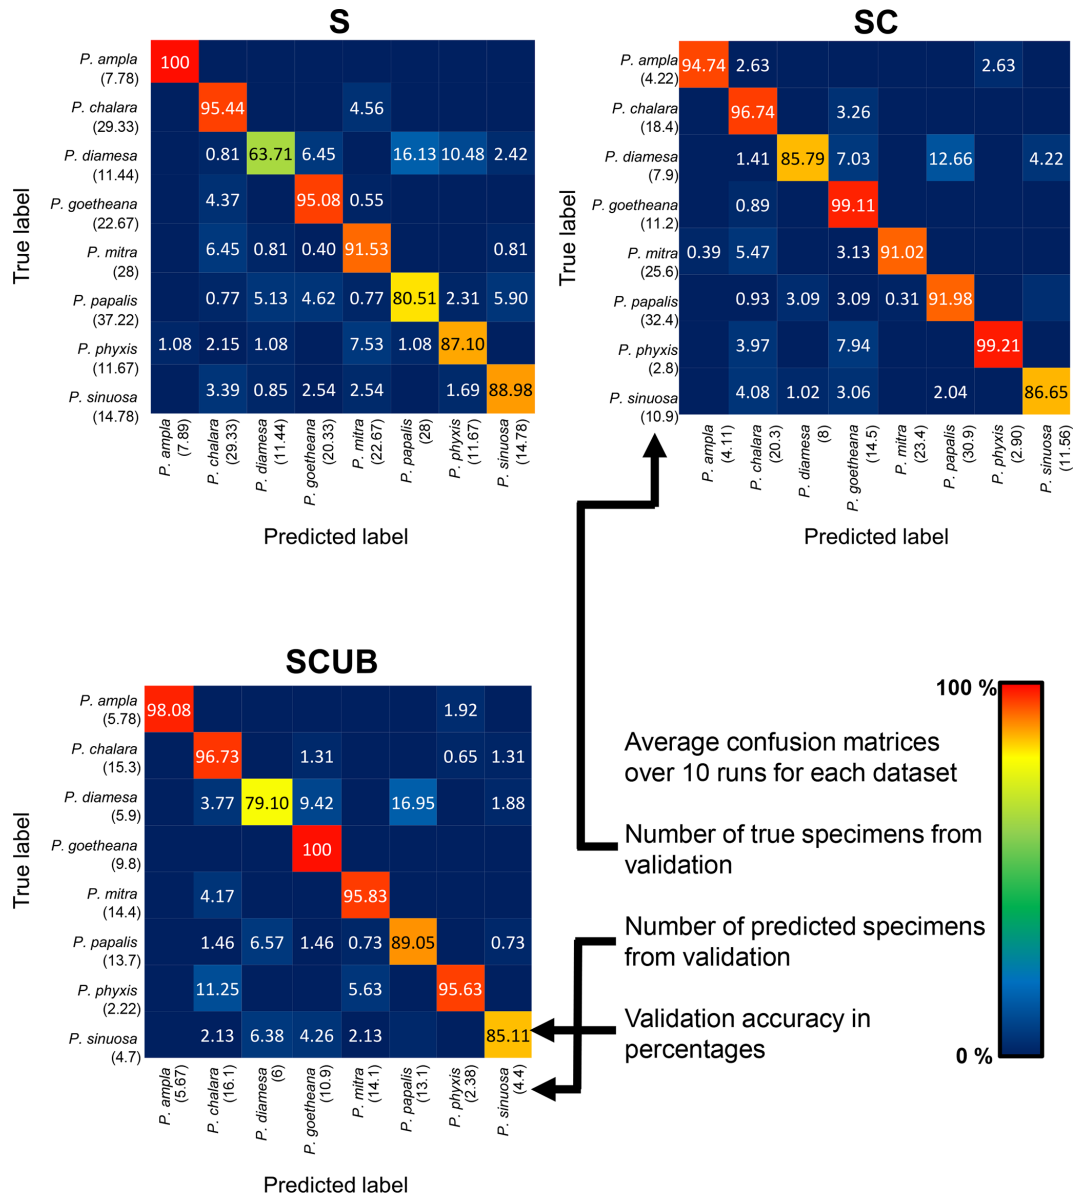 S
P. ampla
(7.78)
100
P. chalara
(29.33)
95.44 4.56
P. diamesa
(11.44)
0.81 63.71 6.45 16.13 10.48 2.42
P. goetheana
(22.67)
4.37 95.08 0.55
P. mitra
(28)
6.45 0.81 0.40 91.53 0.81
P. papalis
(37.22)
0.77 5.13 4.62 0.77 80.51 2.31 5.90
P. phyxis
(11.67)
1.08 2.15 1.08 7.53 1.08 87.10
P. sinuosa
(14.78)
3.39 0.85 2.54 2.54 1.69 88.98
True label
P. ampla
(7.89)
P. chalara
(29.33)
P. diamesa
(11.44)
P. goetheana
(20.33)
P. mitra
(22.67)
P. papalis
(28)
P. phyxis
(11.67)
P. sinuosa
(14.78)
Predicted label
SC
P. ampla
(4.22)
94.74 2.63 2.63
P. chalara
(18.4)
96.74 3.26
P. diamesa
(7.9)
1.41 85.79 7.03 12.66 4.22
P. goetheana
(11.2)
0.89 99.11
P. mitra
(25.6)
0.39 5.47 3.13 91.02
P. papalis
(32.4)
0.93 3.09 3.09 0.31 91.98
P. phyxis
(2.8)
3.97 7.94 99.21
P. sinuosa
(10.9)
4.08 1.02 3.06 2.04 86.65
True label
P. ampla
(4.11)
P. chalara
(20.3)
P. diamesa
(8)
P. goetheana
(14.5)
P. mitra
(23.4)
P. papalis
(30.9)
P. phyxis
(2.90)
P. sinuosa
(11.56)
Predicted label
SCUB
P. ampla
(5.78)
98.08 1.92
P. chalara
(15.3)
96.73 1.31 0.65 1.31
P. diamesa
(5.9)
3.77 79.10 9.42 16.95 1.88
P. goetheana
(9.8)
100
P. mitra
(14.4)
4.17 95.83
P. papalis
(13.7)
1.46 6.57 1.46 0.73 89.05 0.73
P. phyxis
(2.22)
11.25 5.63 95.63
P. sinuosa
(4.7)
2.13 6.38 4.26 2.13 85.11
True label
P. ampla
(5.67)
P. chalara
(16.1)
P. diamesa
(6)
P. goetheana
(10.9)
P. mitra
(14.1)
P. papalis
(13.1)
P. phyxis
(2.38)
P. sinuosa
(4.4)
Predicted label
100 %
Average confusion matrices
over 10 runs for each dataset
Number of true specimens from
validation
Number of predicted specimens
from validation
Validation accuracy in
percentages
0 %